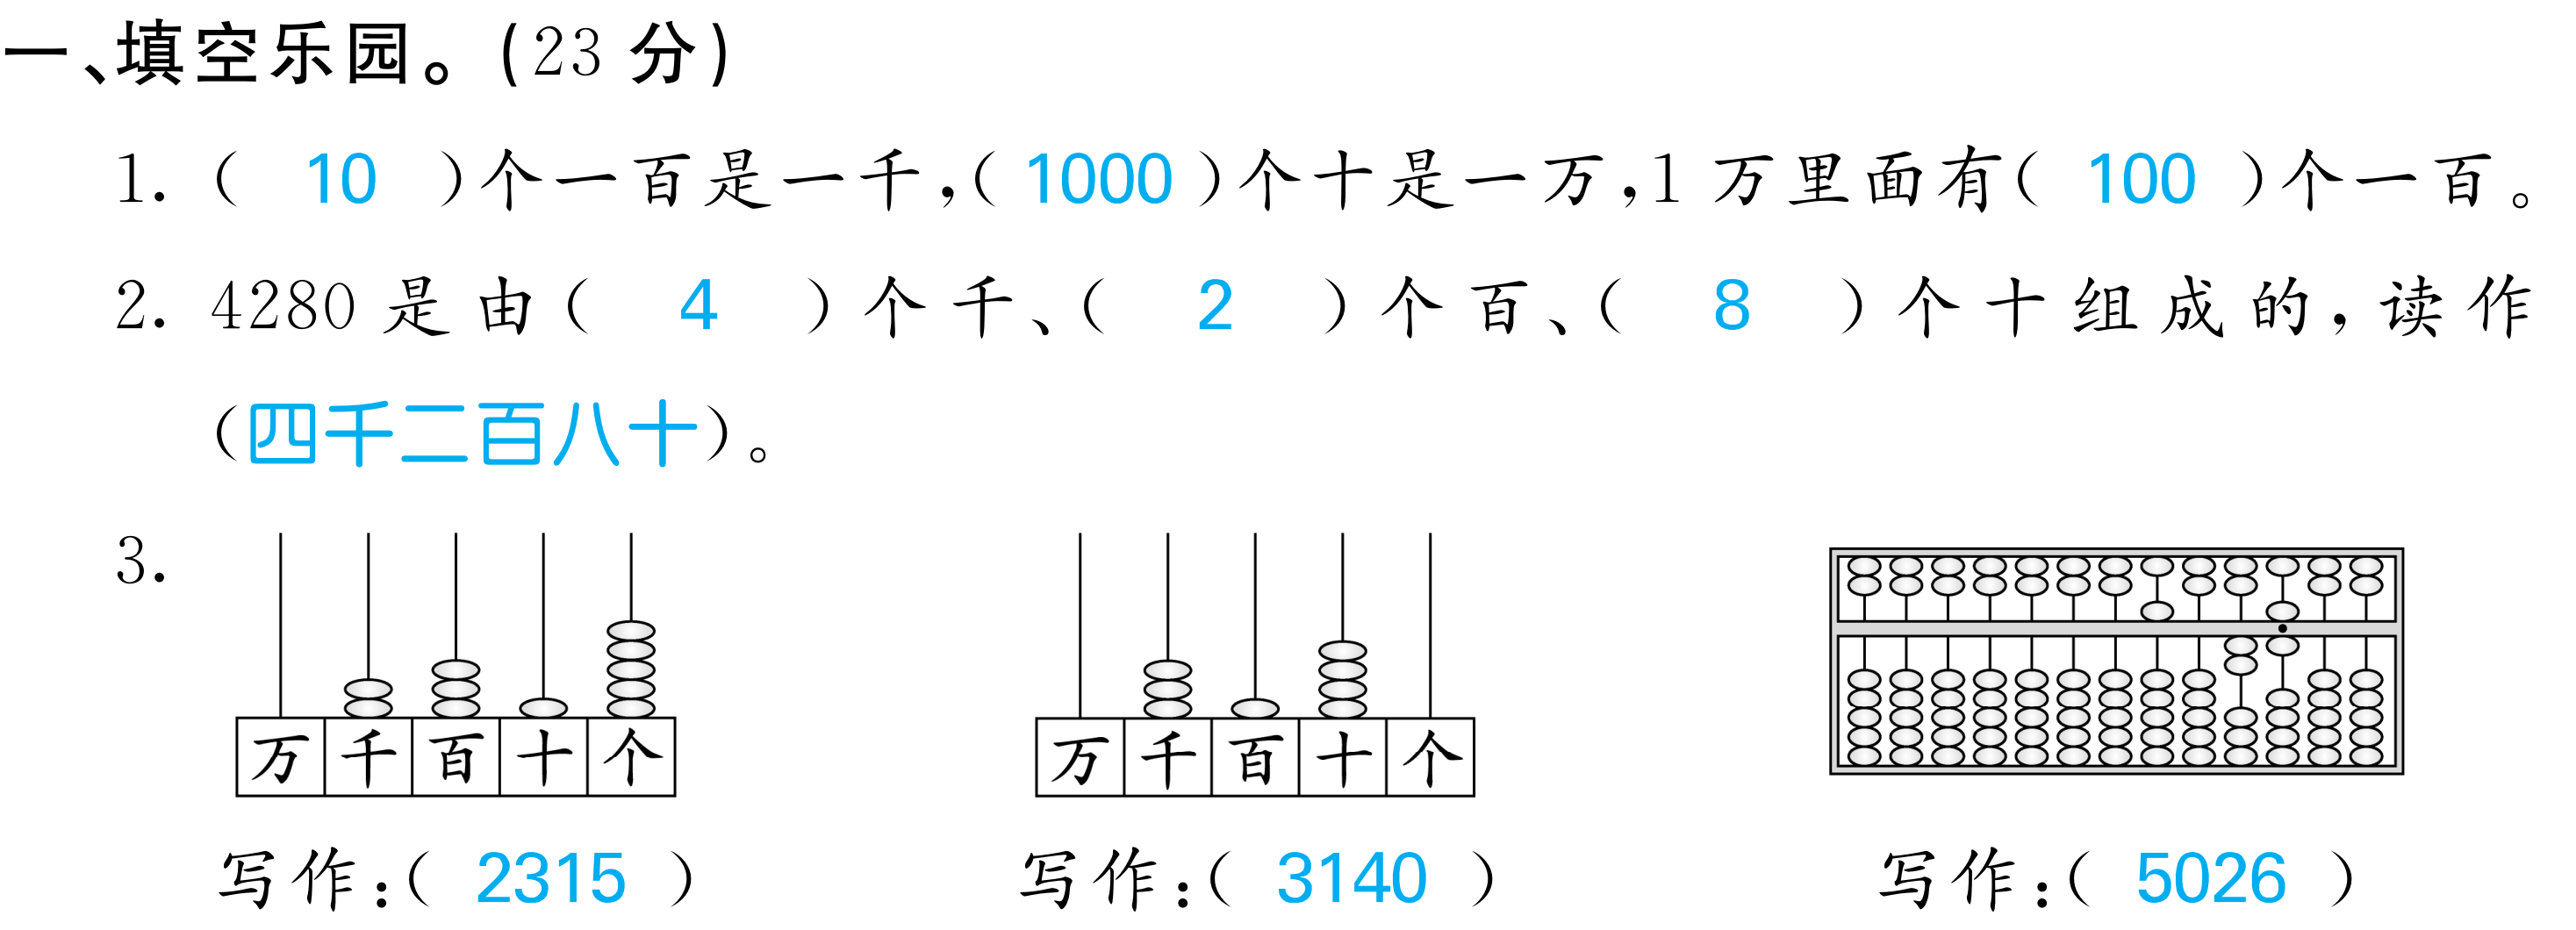 一、填空乐园。(23 分)
1. ( 10 )个一百是一千,( 1000 )个十是一万,1 万里面有( 100 )个一百。
2. 4280 是由( 4 )个千、( 2 )个百、( 8 )个十组成的,读作
(四千二百八十)。
3.
万 千 百 十 个 万 千 百 十 个
写作:( 2315 ) 写作:( 3140 ) 写作:( 5026 )